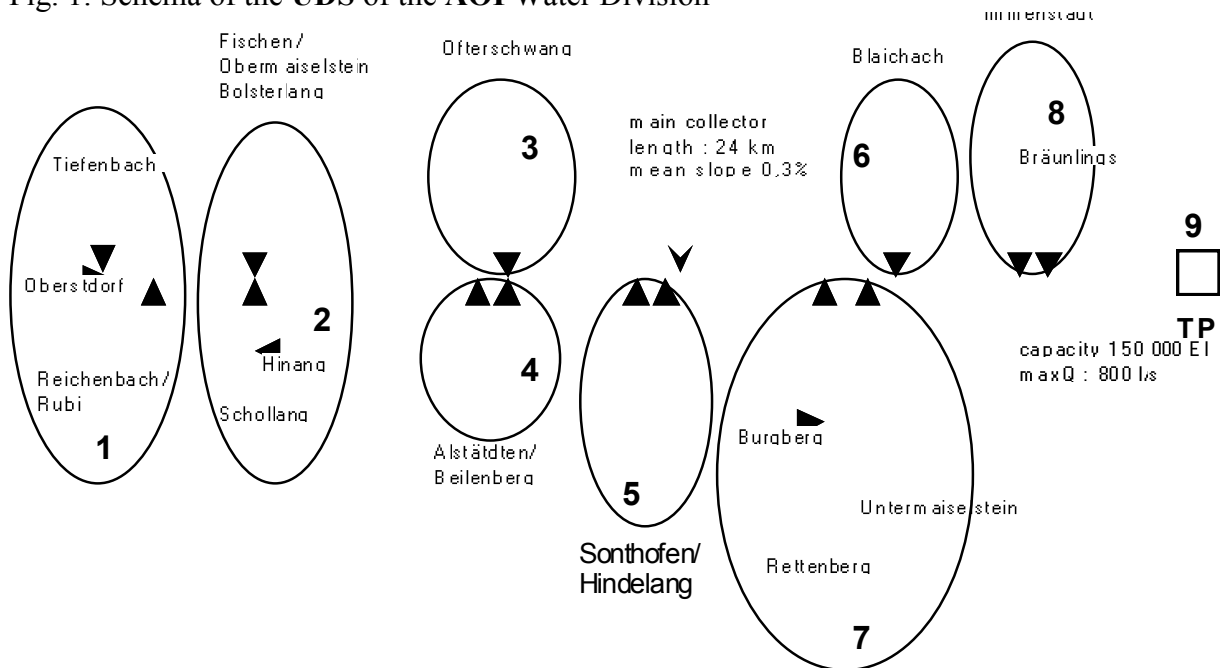 Fig. 1: Schema of the UDS of the AOI Water Division
Fischen/
Obermaiselstein
Bolsterlang
Ofterschwang
Blaichach
Immenstadt
main collector
length : 24 km
mean slope 0,3%
3
6
8
Bräunlings
Tiefenbach
9
Oberstdorf
2
Hinang
TP
capacity 150 000 EI
maxQ : 800 l/s
Reichenbach/
Rubi
4
Schollang
1
Burgberg
Alstätdten/
Beilenberg
5
Untermaiselstein
Sonthofen/
Hindelang
Rettenberg
7